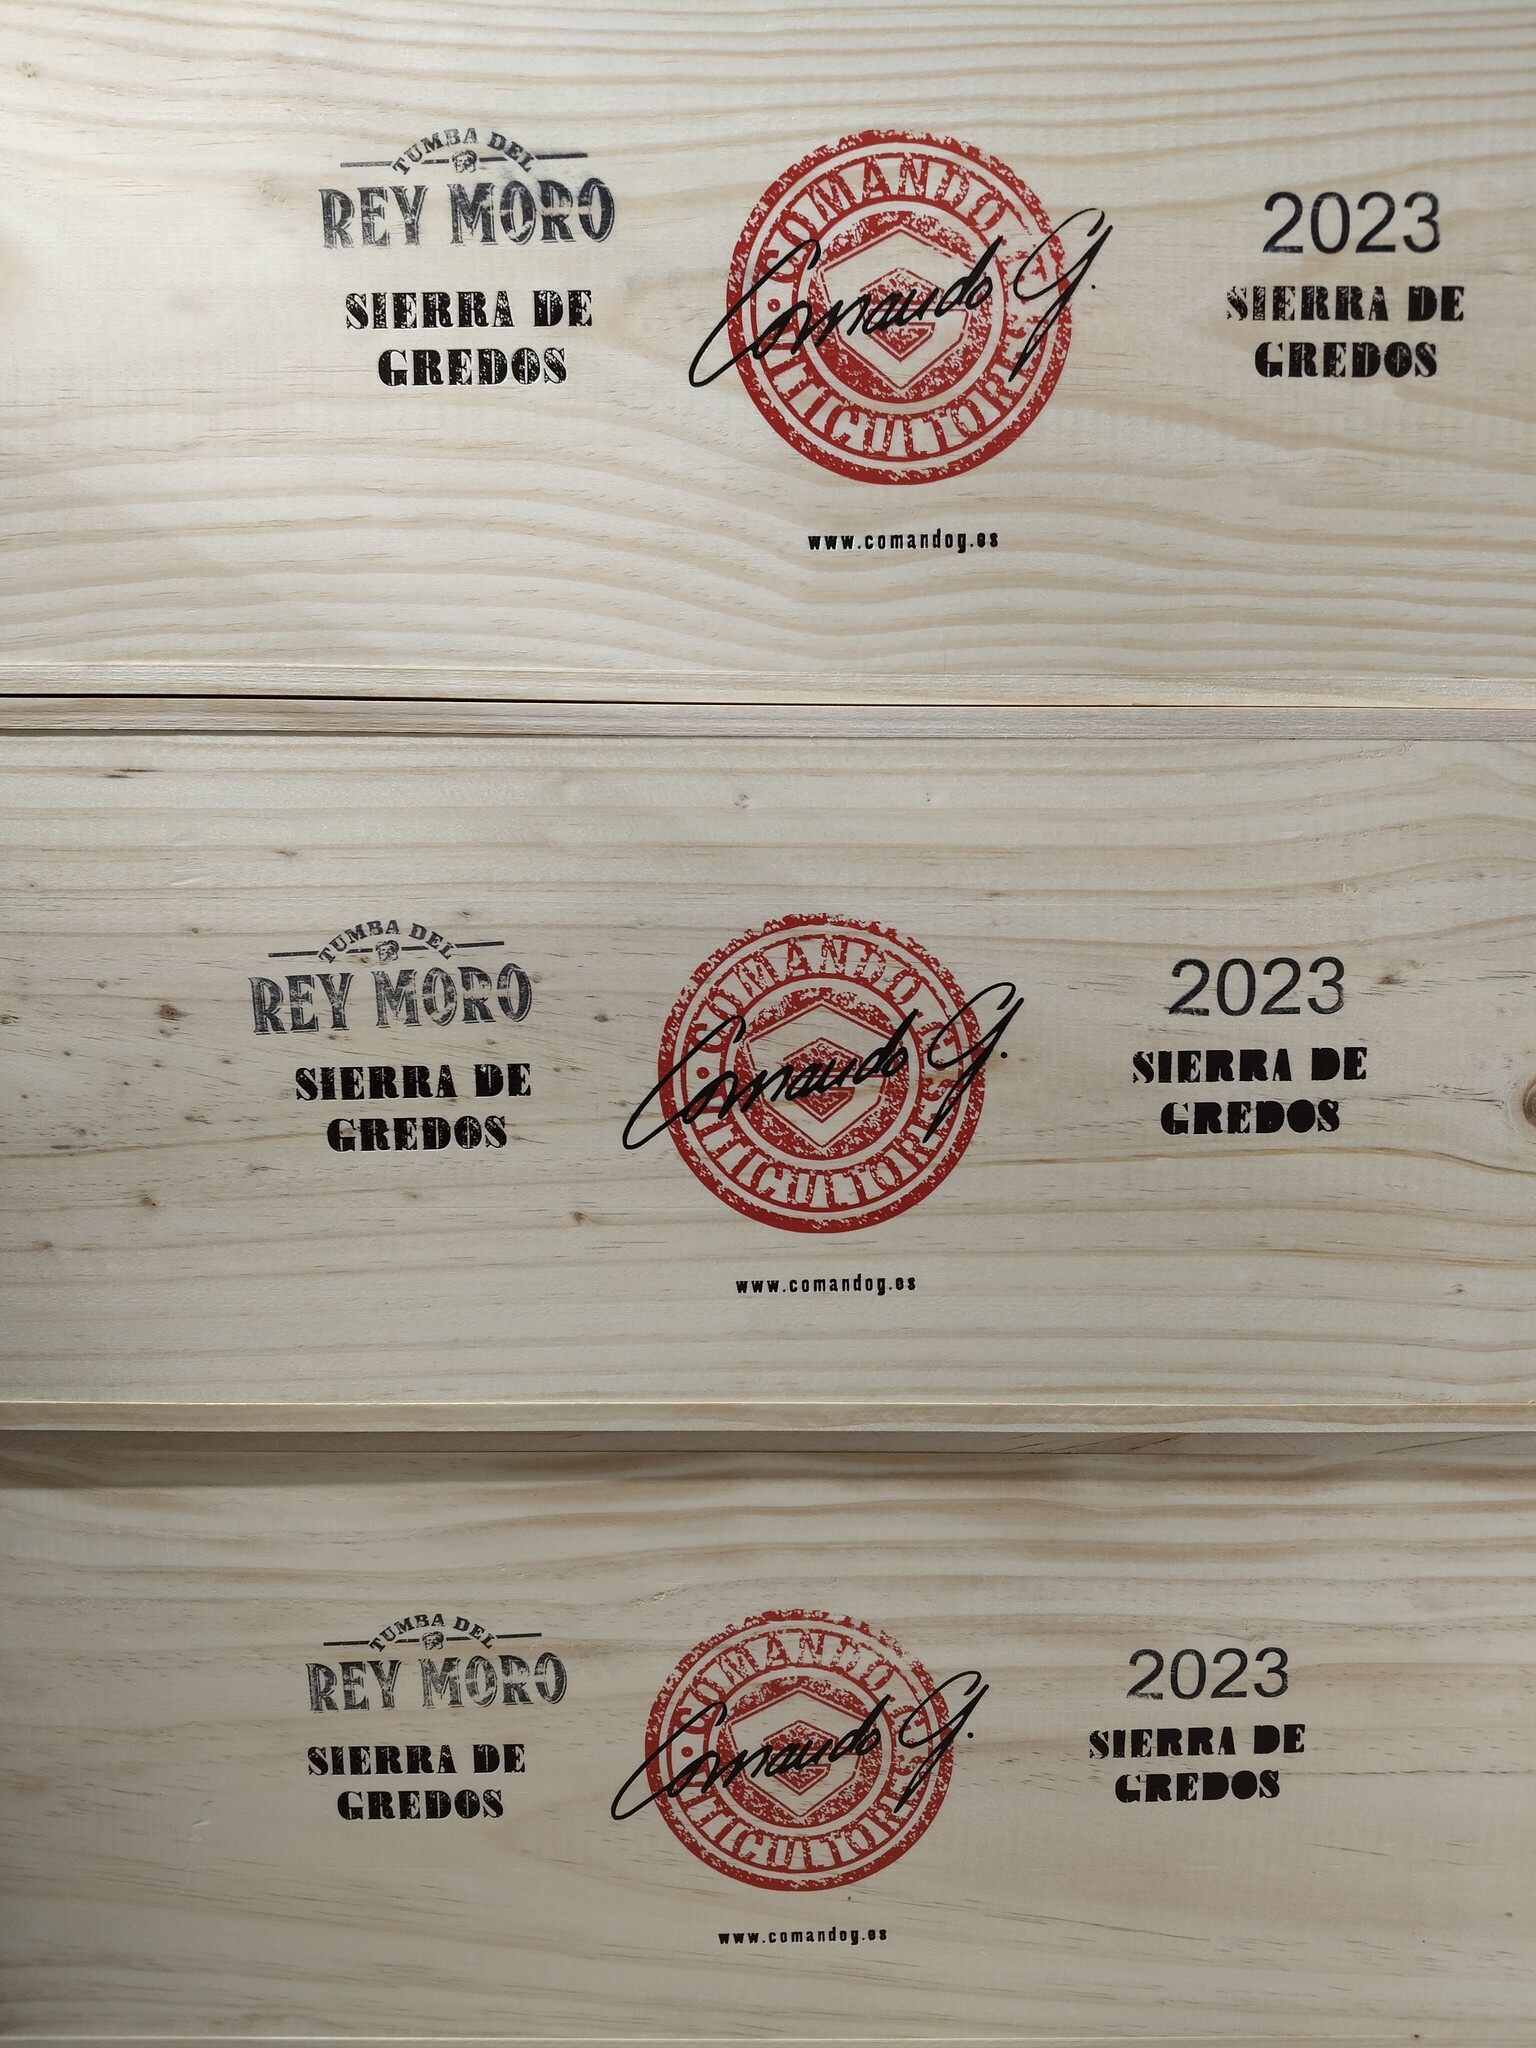 TUMBA DEL
REY MORO
SIERRA DE
GREDOS
COMANDO G
VITICULTORES
Comando G.
2023
SIERRA DE
GREDOS
www.comandog.es
TUMBA DEL
REY MORO
SIERRA DE
GREDOS
COMANDO G
VITICULTORES
Comando G.
2023
SIERRA DE
GREDOS
www.comandog.es
TUMBA DEL
REY MORO
SIERRA DE
GREDOS
COMANDO G
VITICULTORES
Comando G.
2023
SIERRA DE
GREDOS
www.comandog.es